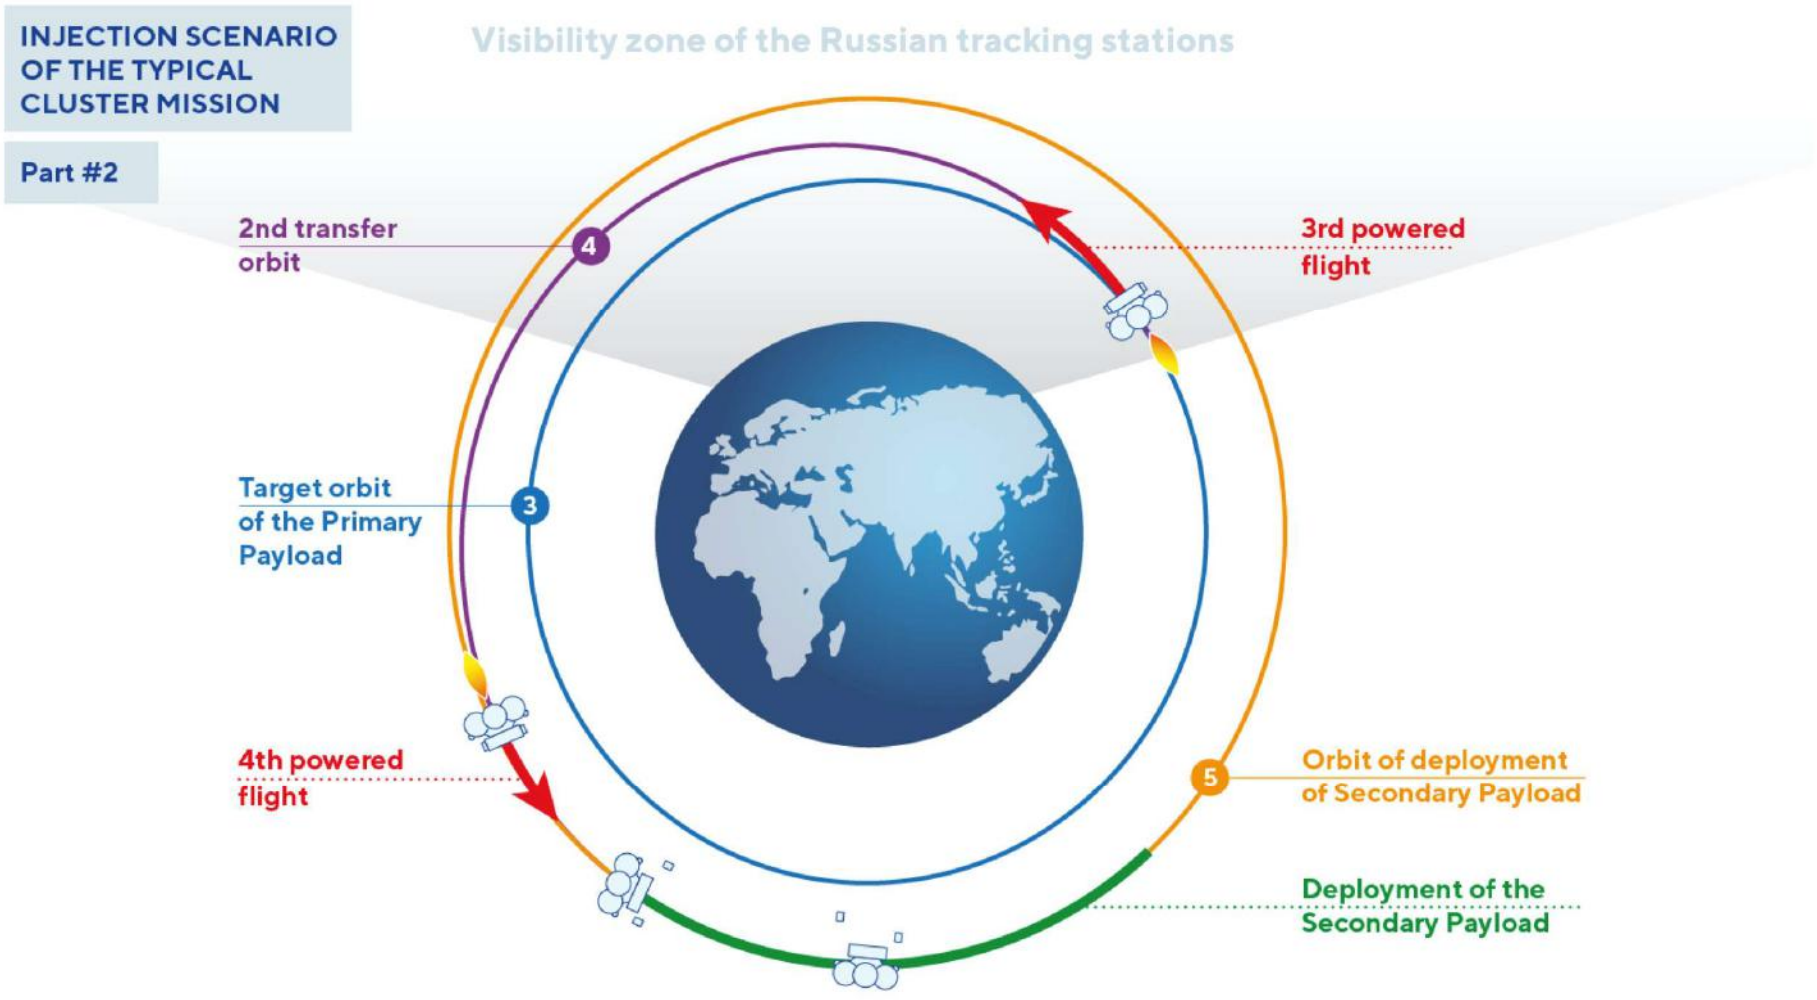 INJECTION SCENARIO
OF THE TYPICAL
CLUSTER MISSION
Part #2
Visibility zone of the Russian tracking stations
2nd transfer
orbit
4
3rd powered
flight
Target orbit
of the Primary
Payload
3
4th powered
flight
5
Orbit of deployment
of Secondary Payload
Deployment of the
Secondary Payload